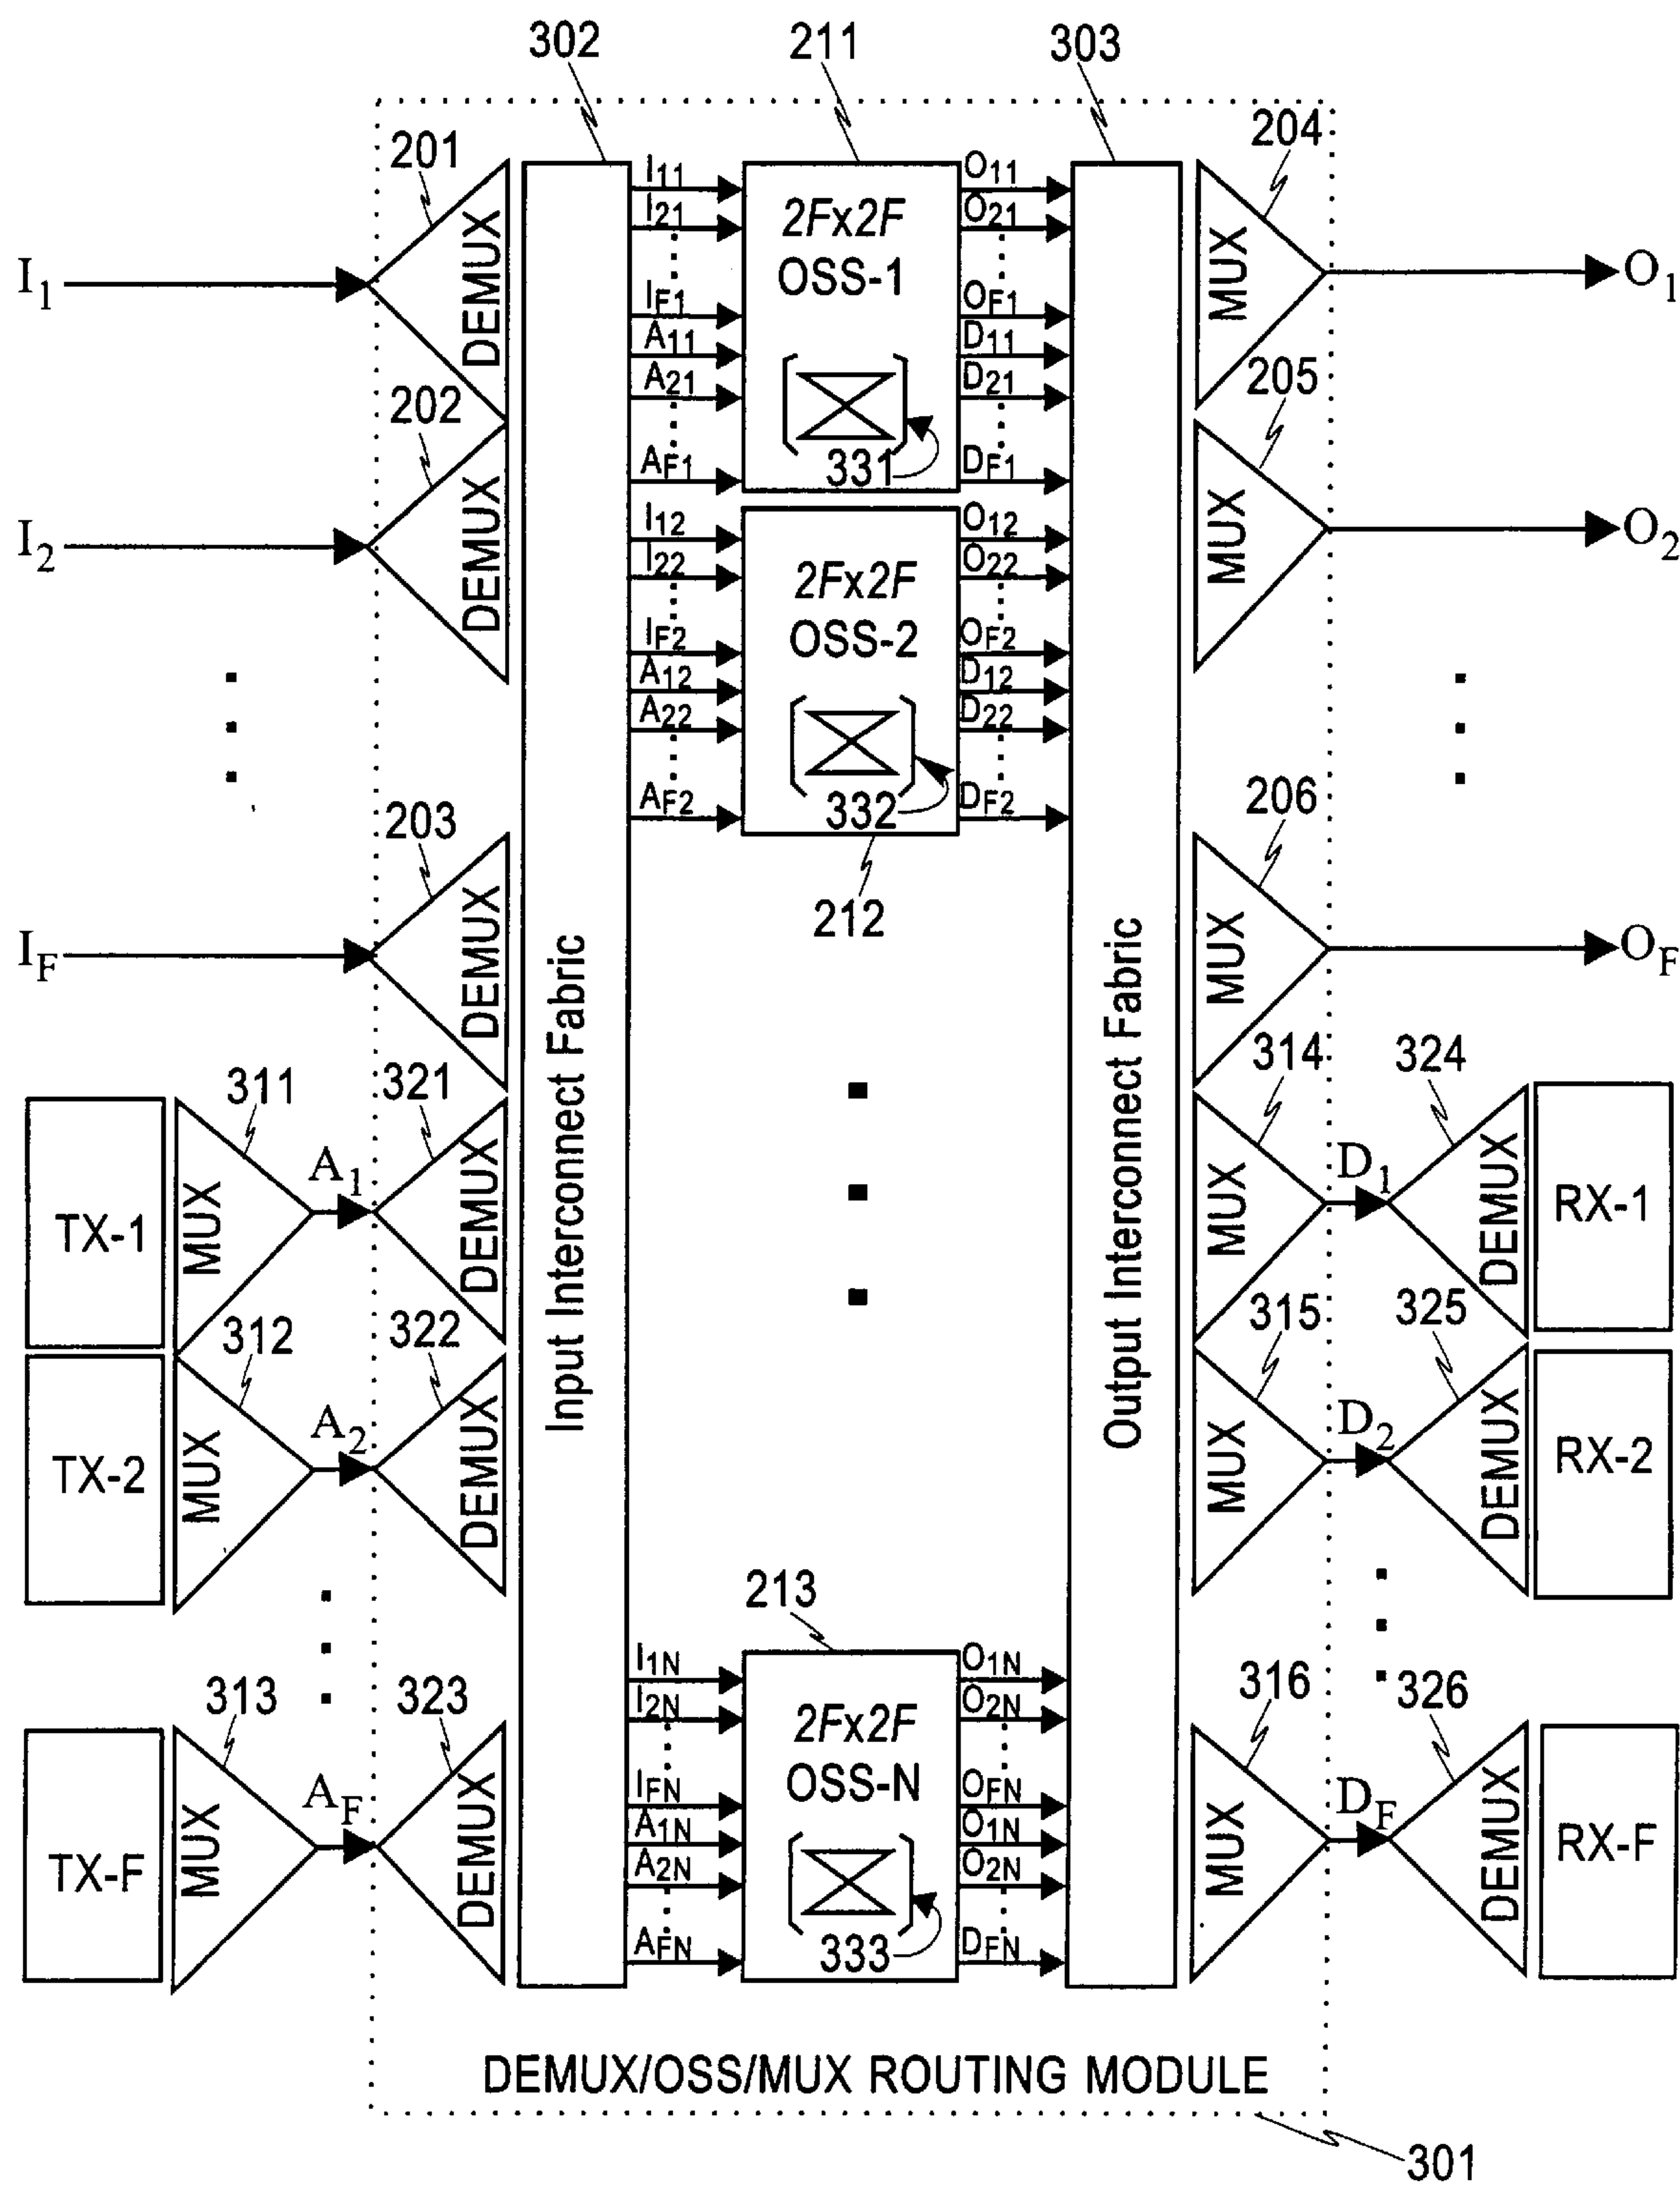 302
211
303
201
204
I11
I21
IF1
A11
A21
AF1
2Fx2F
OSS-1
331
O11
O21
OF1
D11
D21
DF1
DEMUX
MUX
I1
O1
202
205
DEMUX
MUX
I2
O2
I12
I22
IF2
A12
A22
AF2
2Fx2F
OSS-2
332
O12
O22
OF2
D12
D22
DF2
212
203
206
DEMUX
MUX
IF
OF
Input Interconnect Fabric
Output Interconnect Fabric
311
321
314
324
TX-1
MUX
A1
DEMUX
MUX
D1
DEMUX
RX-1
312
322
315
325
TX-2
MUX
A2
DEMUX
MUX
D2
DEMUX
RX-2
213
313
323
316
326
TX-F
MUX
AF
DEMUX
I1N
I2N
IFN
A1N
A2N
AFN
2Fx2F
OSS-N
333
O1N
O2N
OFN
O1N
O2N
DFN
MUX
DF
DEMUX
RX-F
DEMUX/OSS/MUX ROUTING MODULE
301